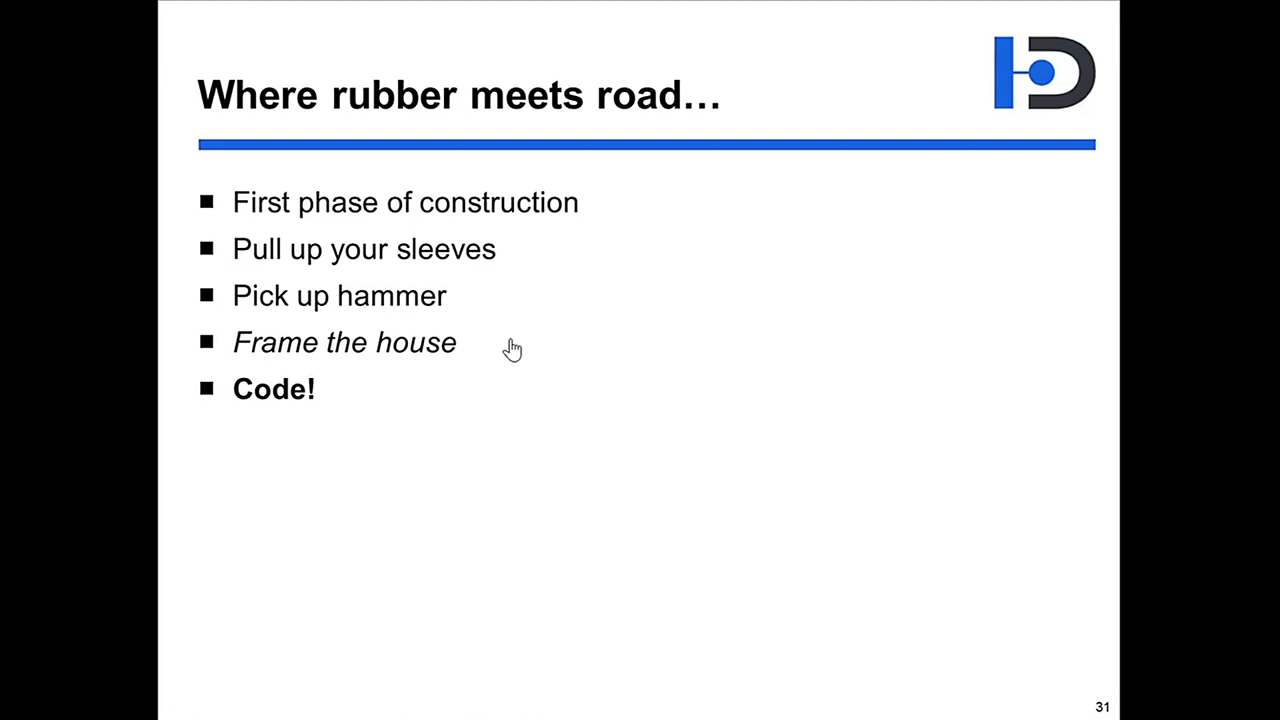 Where rubber meets road…
First phase of construction
Pull up your sleeves
Pick up hammer
Frame the house
Code!
31